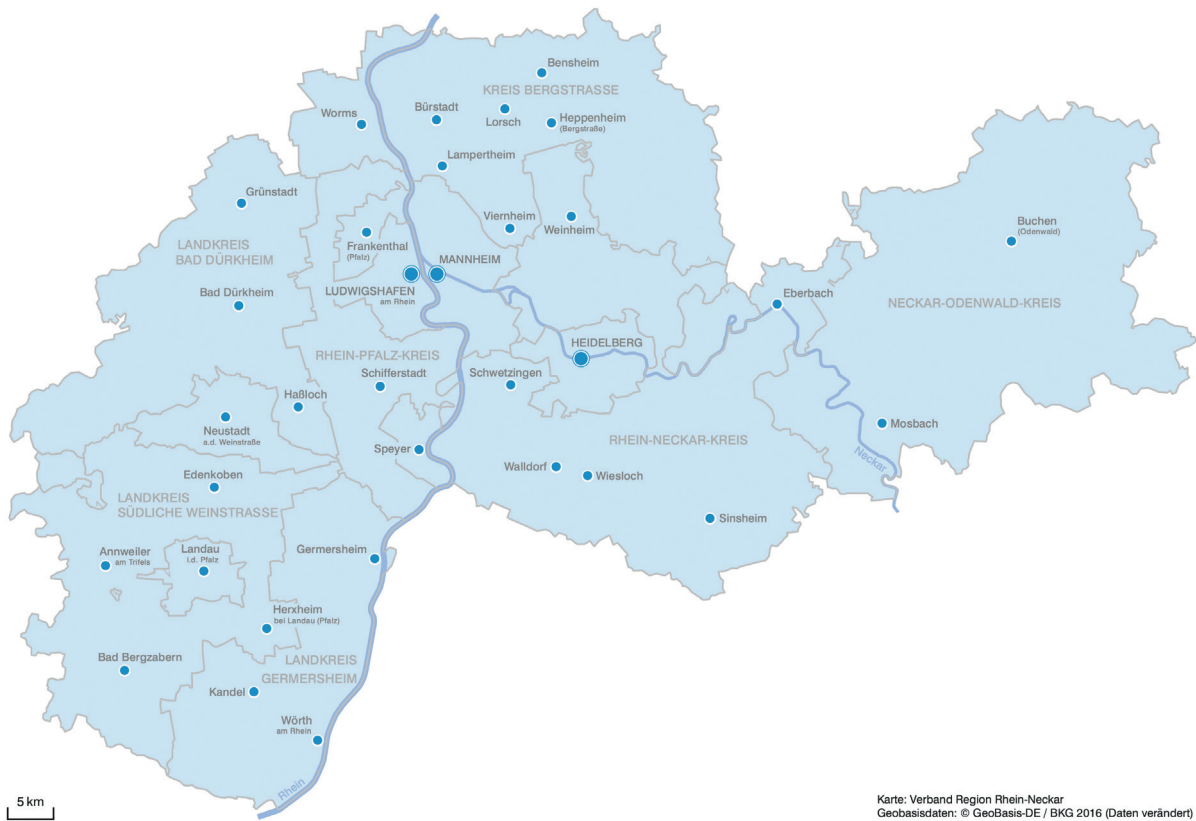 Bensheim
KREIS BERGSTRASSE
Worms
Bürstadt
Lorsch
Heppenheim
(Bergstraße)
Lampertheim
Grünstadt
Viernheim
Weinheim
Buchen
(Odenwald)
LANDKREIS
BAD DÜRKHEIM
Frankenthal
(Pfalz)
MANNHEIM
LUDWIGSHAFEN
am Rhein
Bad Dürkheim
Eberbach
NECKAR-ODENWALD-KREIS
HEIDELBERG
RHEIN-PFALZ-KREIS
Schifferstadt
Schwetzingen
Haßloch
Neustadt
a.d. Weinstraße
Mosbach
RHEIN-NECKAR-KREIS
Speyer
Neckar
Walldorf
Wiesloch
Edenkoben
LANDKREIS
SÜDLICHE WEINSTRASSE
Sinsheim
Annweiler
am Trifels
Landau
i.d. Pfalz
Germersheim
Herxheim
bei Landau (Pfalz)
Bad Bergzabern
LANDKREIS
GERMERSHEIM
Kandel
Wörth
am Rhein
Rhein
5 km
Karte: Verband Region Rhein-Neckar
Geobasisdaten: © GeoBasis-DE / BKG 2016 (Daten verändert)